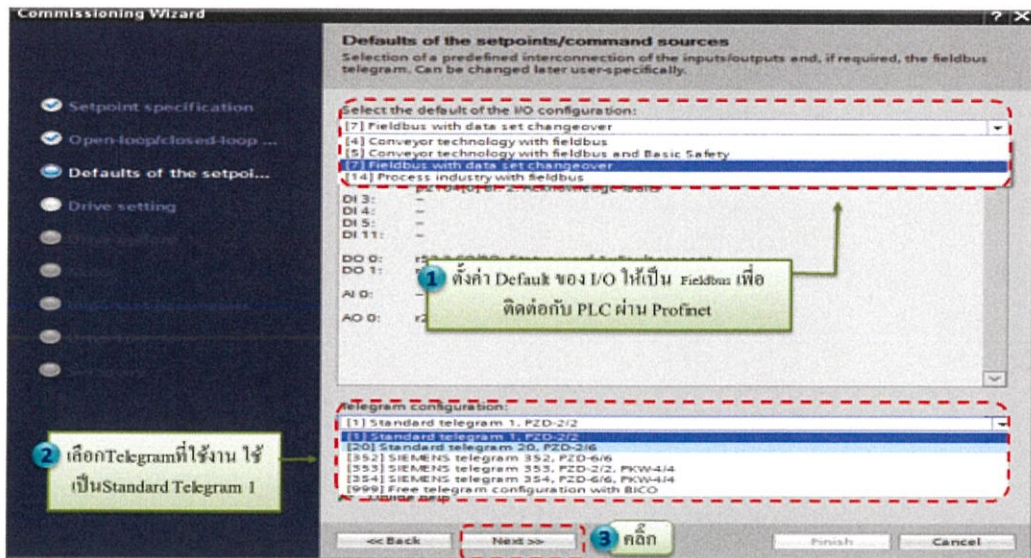 Commissioning Wizard
? X
Defaults of the setpoints/command sources
Selection of a predefined interconnection of the inputs/outputs and, if required, the fieldbus
telegram. Can be changed later user-specifically.
Setpoint specification
Open-loop/closed-loop ...
Defaults of the setpoi...
Drive setting
Select the default of the I/O configuration:
[7] Fieldbus with data set changeover
[4] Conveyor technology with fieldbus
[5] Conveyor technology with fieldbus and Basic Safety
[7] Fieldbus with data set changeover
[14] Process industry with fieldbus
DI 3: -
DI 4: -
DI 5: -
DI 11: -
DO 0:
DO 1:
AI 0:
AO 0:
1 ตั้งค่า Default ของ I/O ให้เป็น Fieldbus เพื่อ
ติดต่อกับ PLC ผ่าน Profinet
Telegram configuration:
[1] Standard telegram 1, PZD-2/2
[1] Standard telegram 1, PZD-2/2
[20] Standard telegram 20, PZD-2/6
[352] SIEMENS telegram 352, PZD-6/6
[353] SIEMENS telegram 353, PZD-2/2, PKW-4/4
[354] SIEMENS telegram 354, PZD-6/6, PKW-4/4
[999] Free telegram configuration with BICO
2 เลือกTelegramที่ใช้งาน ใช้
เป็นStandard Telegram 1
<< Back
Next >>
3 คลิ๊ก
Finish
Cancel